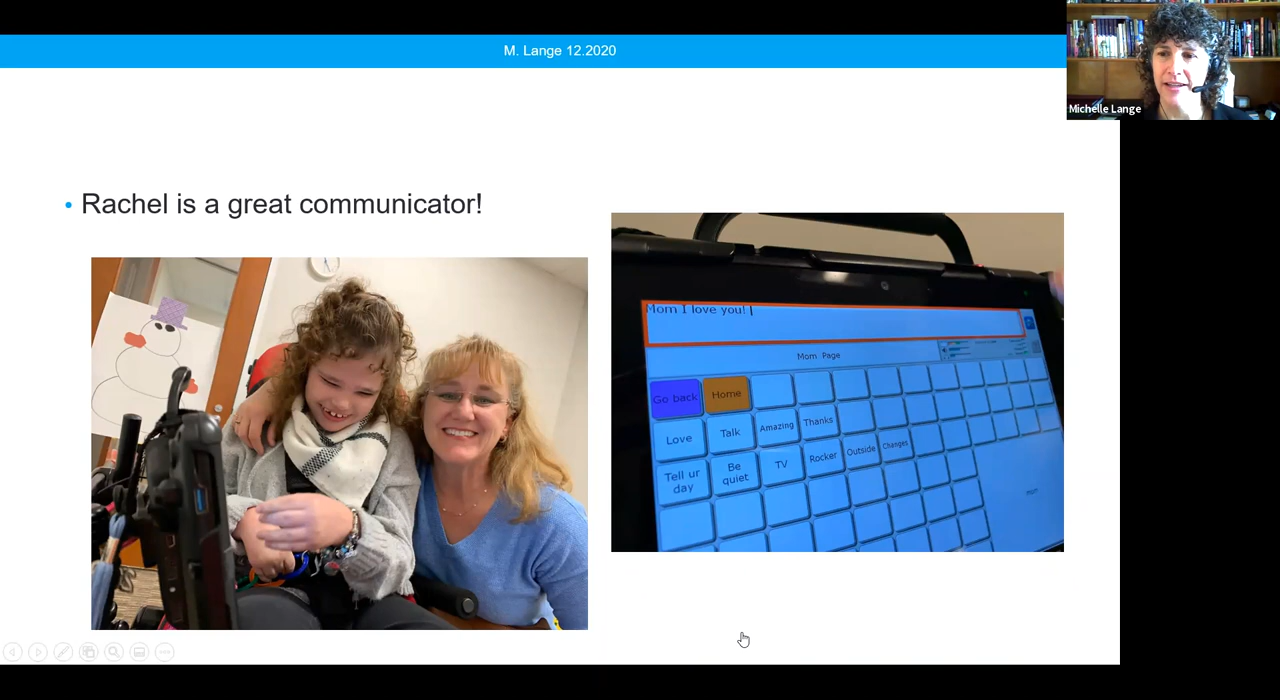 M. Lange 12.2020
Michelle Lange
• Rachel is a great communicator!
Mom I love you!
Mom Page
Go back Home
Love Talk Amazing Thanks
Tell ur day Be quiet TV Rocker Outside Changes